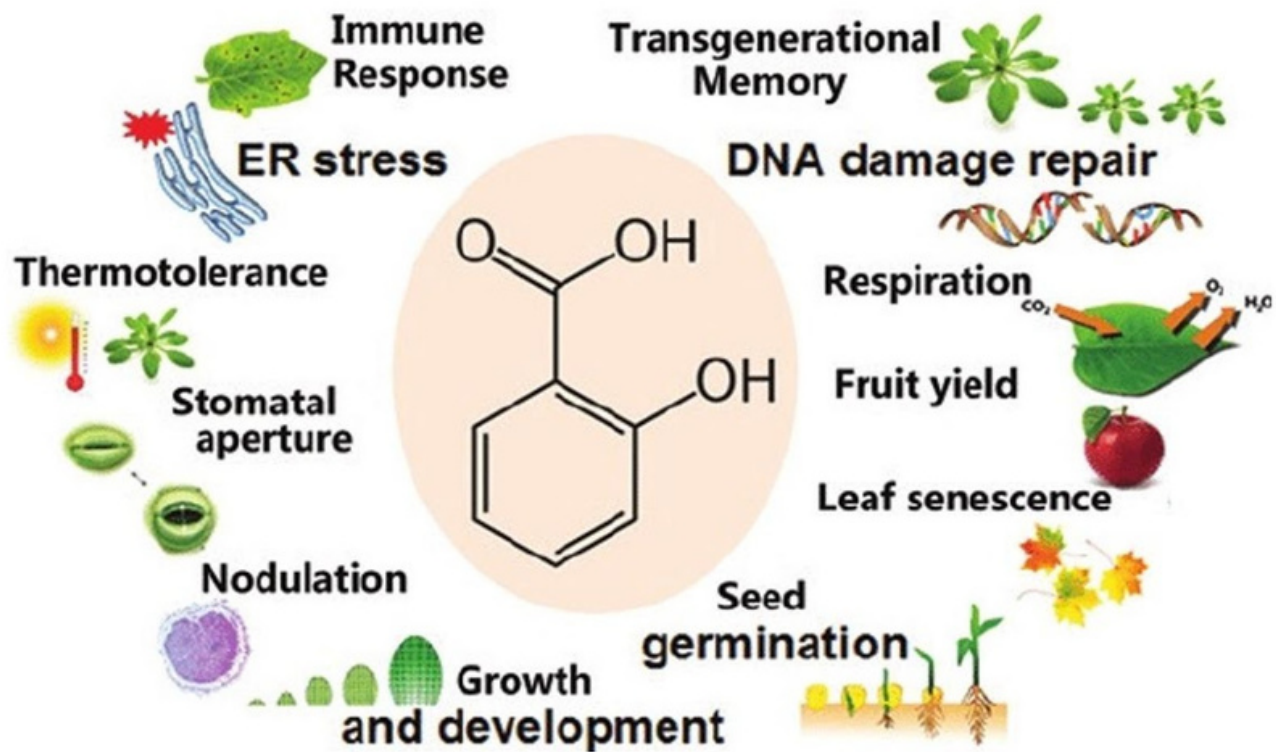 Immune
Response
Transgenerational
Memory
ER stress
DNA damage repair
O
OH
OH
Thermotolerance
Respiration
CO₂
O₂
H₂O
Stomatal
aperture
Fruit yield
Leaf senescence
Nodulation
Seed
germination
Growth
and development